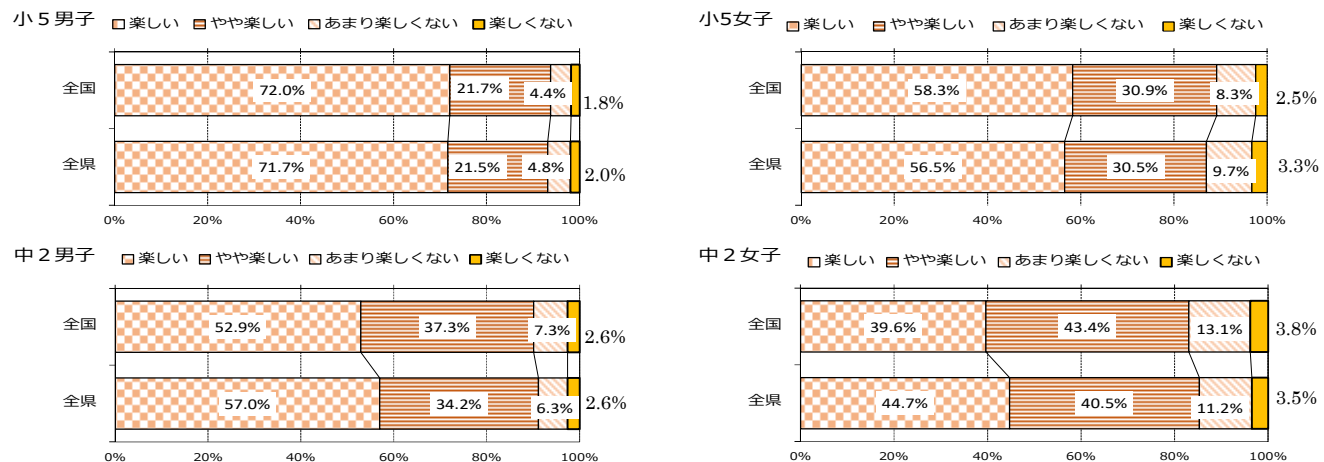 小５男子 楽しい やや楽しい あまり楽しくない 楽しくない
全国 72.0% 21.7% 4.4% 1.8%
全県 71.7% 21.5% 4.8% 2.0%
0% 20% 40% 60% 80% 100%
小5女子 楽しい やや楽しい あまり楽しくない 楽しくない
全国 58.3% 30.9% 8.3% 2.5%
全県 56.5% 30.5% 9.7% 3.3%
0% 20% 40% 60% 80% 100%
中２男子 楽しい やや楽しい あまり楽しくない 楽しくない
全国 52.9% 37.3% 7.3% 2.6%
全県 57.0% 34.2% 6.3% 2.6%
0% 20% 40% 60% 80% 100%
中２女子 楽しい やや楽しい あまり楽しくない 楽しくない
全国 39.6% 43.4% 13.1% 3.8%
全県 44.7% 40.5% 11.2% 3.5%
0% 20% 40% 60% 80% 100%